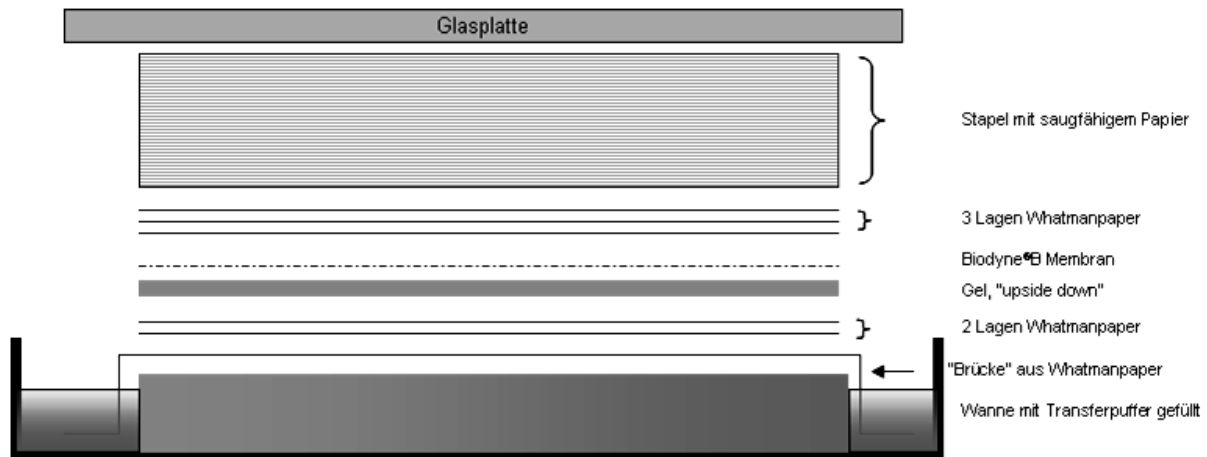 Glasplatte
Stapel mit saugfähigem Papier
3 Lagen Whatmanpaper
Biodyne®B Membran
Gel, "upside down"
2 Lagen Whatmanpaper
"Brücke" aus Whatmanpaper
Wanne mit Transferpuffer gefüllt